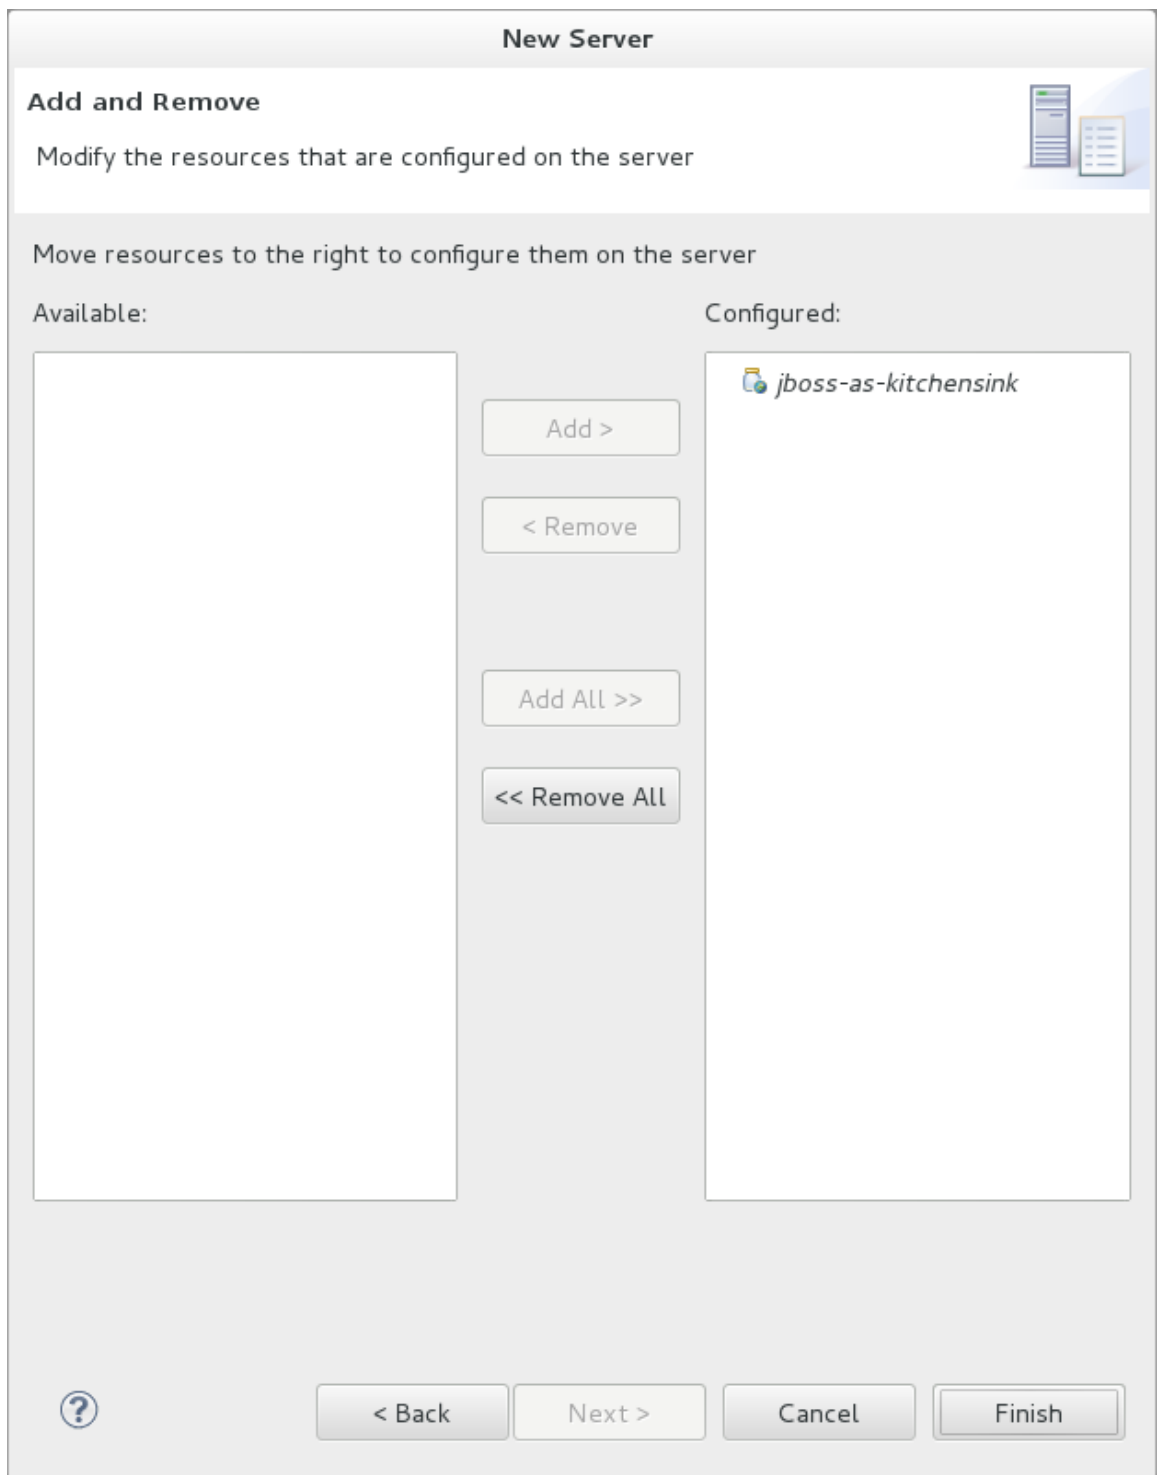 New Server
Add and Remove
Modify the resources that are configured on the server
Move resources to the right to configure them on the server
Available:
Configured:
jboss-as-kitchensink
Add >
< Remove
Add All >>
<< Remove All
?
< Back
Next >
Cancel
Finish